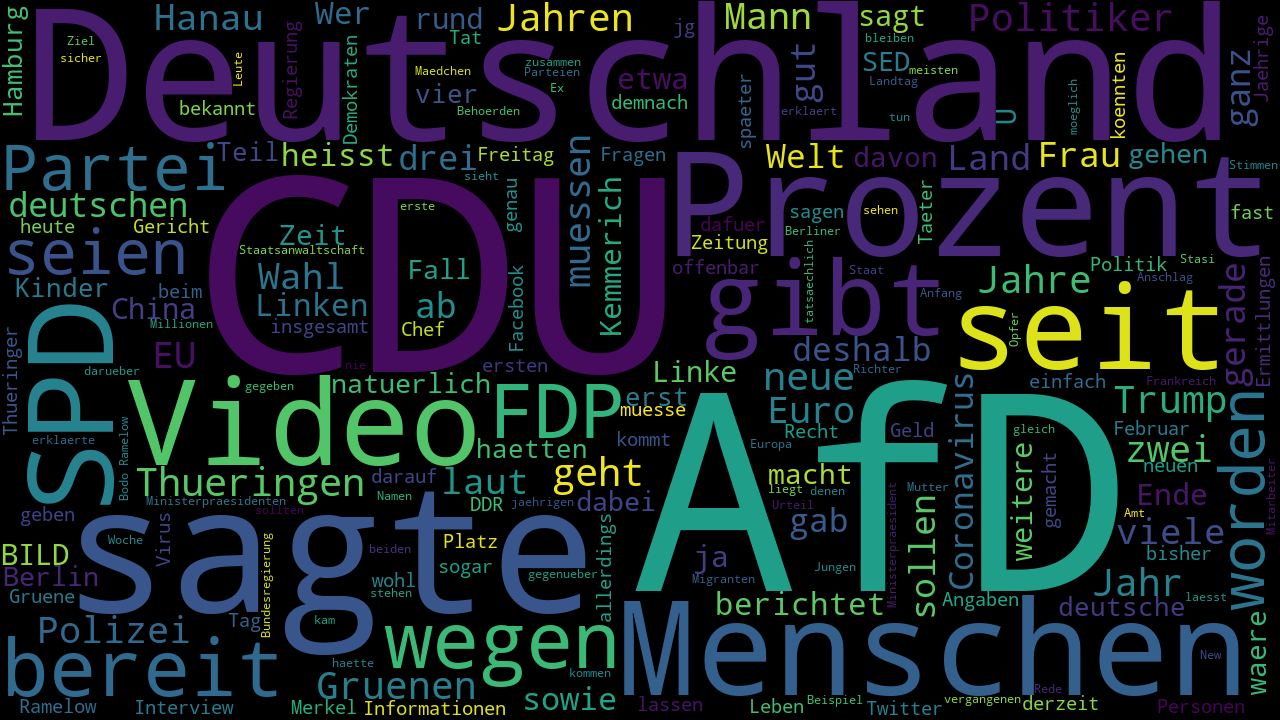 Deutschland
CDU
AfD
Prozent
sagte
Menschen
Video
SPD
seit
gibt
bereit
wegen
FDP
Partei
seien
worden
Hamburg
Ziel
sicher
Hanau
Wer
rund
Jahren
Mann
sagt
Politiker
jg
Tat
bleiben
Leute
Regierung
Demokraten
Maedchen
zusammen
Parteien
Ex
etwa
demnach
gut
SED
meisten
Landtag
ganz
Jaehrige
bekannt
vier
Behoerden
spaeter
erklaert
tun
U
moeglich
koennten
Teil
heisst
drei
Freitag
Fragen
Welt
davon
Land
Frau
gehen
Stimmen
sieht
deutschen
heute
Gericht
erste
genau
muessen
Kemmerich
dafuer
Zeitung
sagen
Berliner
sehen
Taeter
fast
Zeit
Staatsanwaltschaft
Kinder
China
beim
Wahl
Linken
Fall
ab
Chef
Facebook
offenbar
tatsaechlich
Staat
Anfang
Jahre
Politik
Stasi
Anschlag
gerade
Ermittlungen
Millionen
insgesamt
Opfer
Thueringer
darueber
EU
nie
ersten
deshalb
Richter
gegeben
natuerlich
Linke
neue
einfach
Frankreich
erst
muesse
Euro
Trump
erklaerte
haetten
kommt
Europa
Recht
Geld
Coronavirus
gleich
Februar
zwei
Bodo Ramelow
Thueringen
darauf
laut
geht
macht
neuen
Mitarbeiter
liegt
denen
Mutter
weitere
gemacht
Ende
Ministerpraesidenten
Namen
DDR
jaehrigen
dabei
Urteil
Ministerpraesident
Amt
geben
solltem
Woche
Virus
beiden
Platz
allerdings
gab
sollen
viele
BILD
Berlin
Bundesregierung
sogar
ja
bisher
wohl
gegenueber
Migranten
Jungen
Jahr
Gruene
stehen
berichtet
Angaben
deutsche
laesst
Polizei
Tag
kam
waere
haette
kommen
New
Gruenen
Rede
Ramelow
Interview
Merkel
Informationen
sowie
lassen
Leben
Beispiel
Twitter
vergangenen
derzeit
Personen